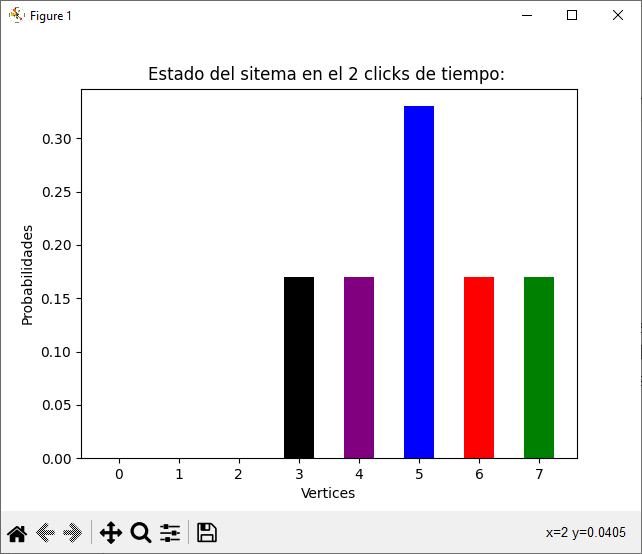 Figure 1
Estado del sitema en el 2 clicks de tiempo:
0.30
0.25
0.20
0.15
0.10
0.05
0.00
Probabilidades
0 1 2 3 4 5 6 7
Vertices
x=2 y=0.0405